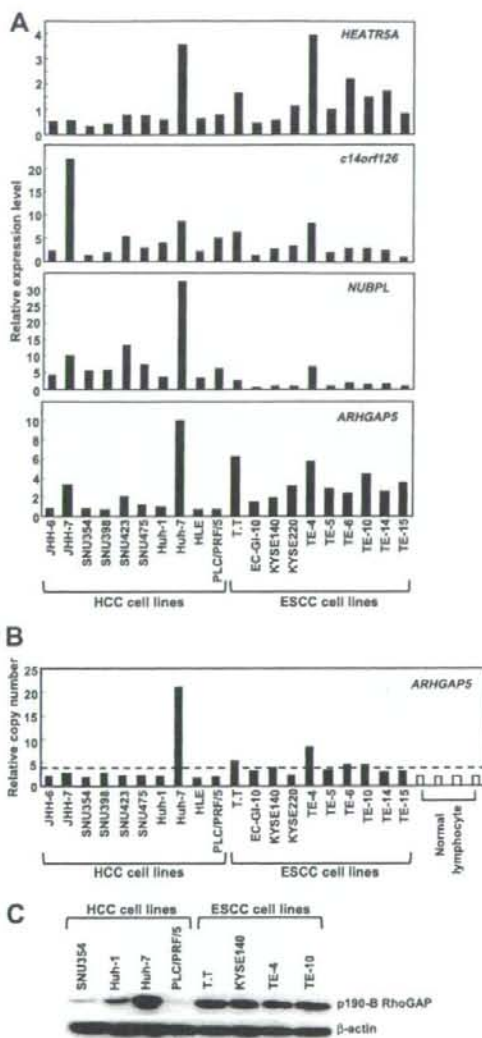 A
HEATR5A
4
3
2
1
0
c14orf126
20
15
10
5
0
Relative expression level
NUBPL
30
25
20
15
10
5
0
ARHGAP5
10
8
6
4
2
0
JHH-6 JHH-7 SNU354 SNU398 SNU423 SNU475 Huh-1 Huh-7 HLE PLC/PRF/5 T.T EC-GI-10 KYSE140 KYSE220 TE-4 TE-5 TE-6 TE-10 TE-14 TE-15
HCC cell lines ESCC cell lines
B
ARHGAP5
Relative copy number
25
20
15
10
5
0
JHH-6 JHH-7 SNU354 SNU398 SNU423 SNU475 Huh-1 Huh-7 HLE PLC/PRF/5 T.T EC-GI-10 KYSE140 KYSE220 TE-4 TE-5 TE-6 TE-10 TE-14 TE-15 Normal lymphocyte
HCC cell lines ESCC cell lines
C
HCC cell lines ESCC cell lines
SNU354 Huh-1 Huh-7 PLC/PRF/5 T.T KYSE140 TE-4 TE-10
p190-B RhoGAP
β-actin